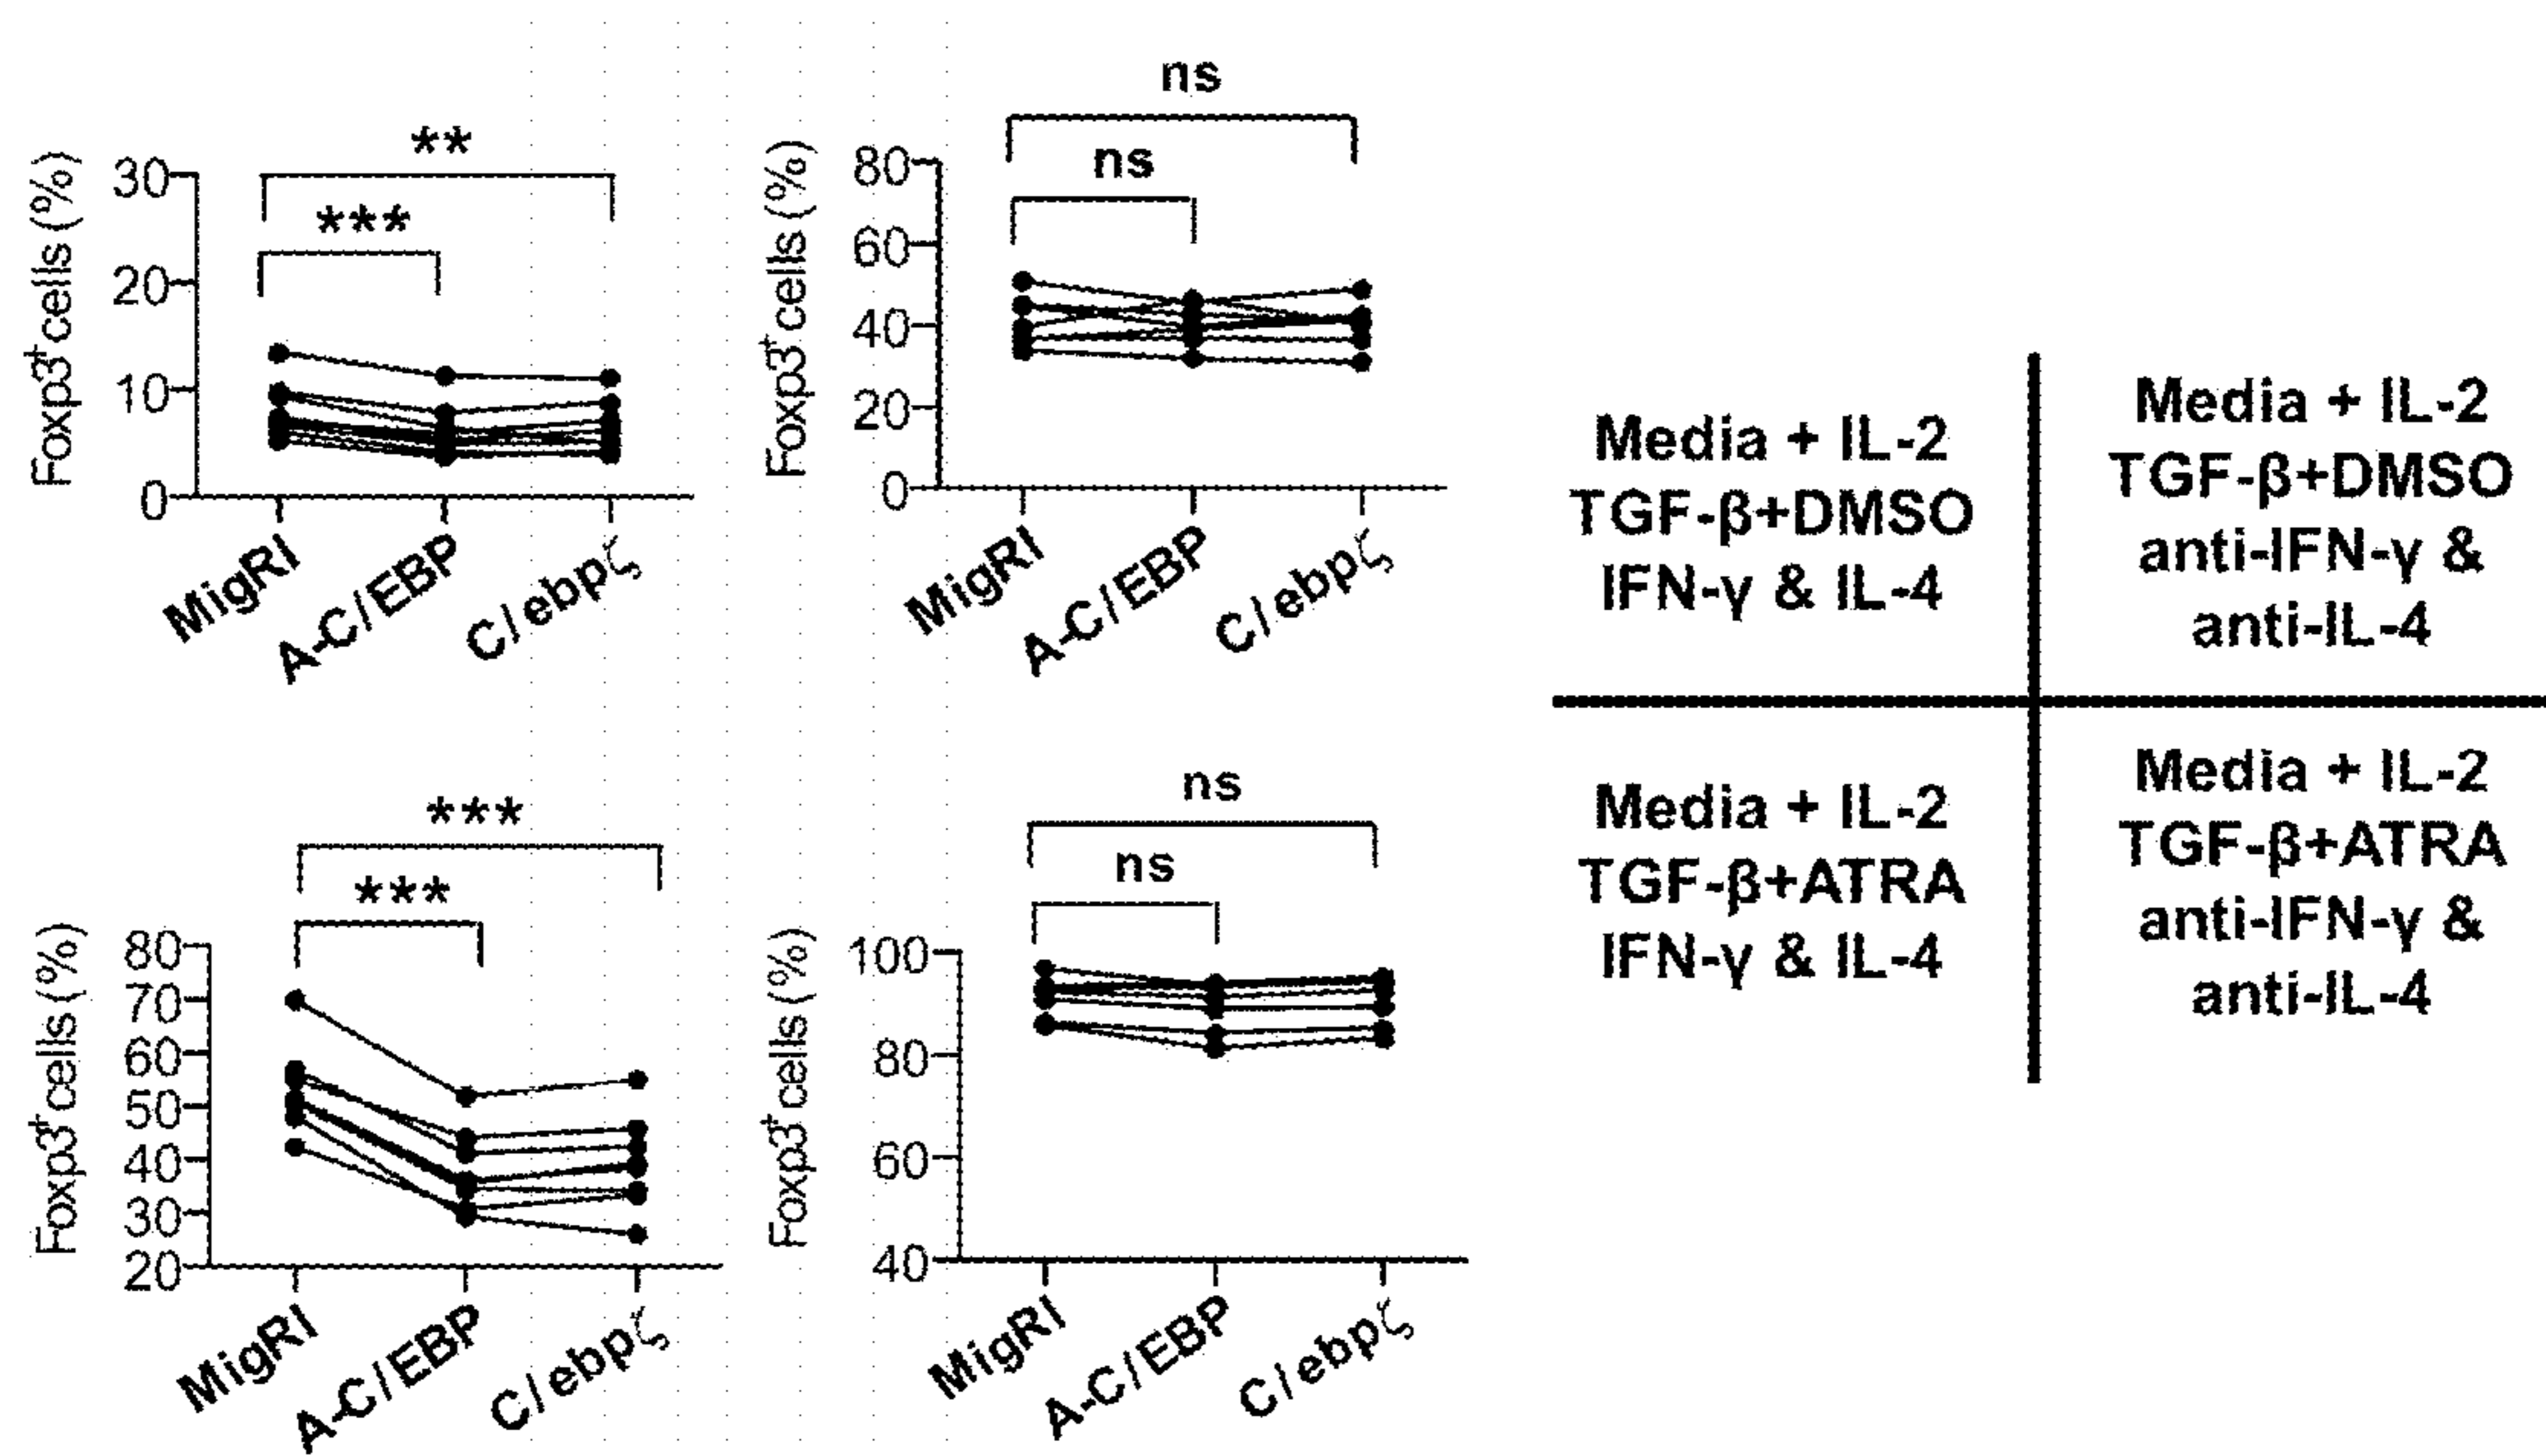 **
***
Foxp3+ cells (%)
30
20
10
0
MigRI
A-C/EBP
C/ebpζ
ns
ns
Foxp3+ cells (%)
80
60
40
20
0
MigRI
A-C/EBP
C/ebpζ
***
***
Foxp3+ cells (%)
80
70
60
50
40
30
20
MigRI
A-C/EBP
C/ebpζ
ns
ns
Foxp3+ cells (%)
100
80
60
40
MigRI
A-C/EBP
C/ebpζ
Media + IL-2
TGF-β+DMSO
IFN-γ & IL-4
Media + IL-2
TGF-β+DMSO
anti-IFN-γ &
anti-IL-4
Media + IL-2
TGF-β+ATRA
IFN-γ & IL-4
Media + IL-2
TGF-β+ATRA
anti-IFN-γ &
anti-IL-4